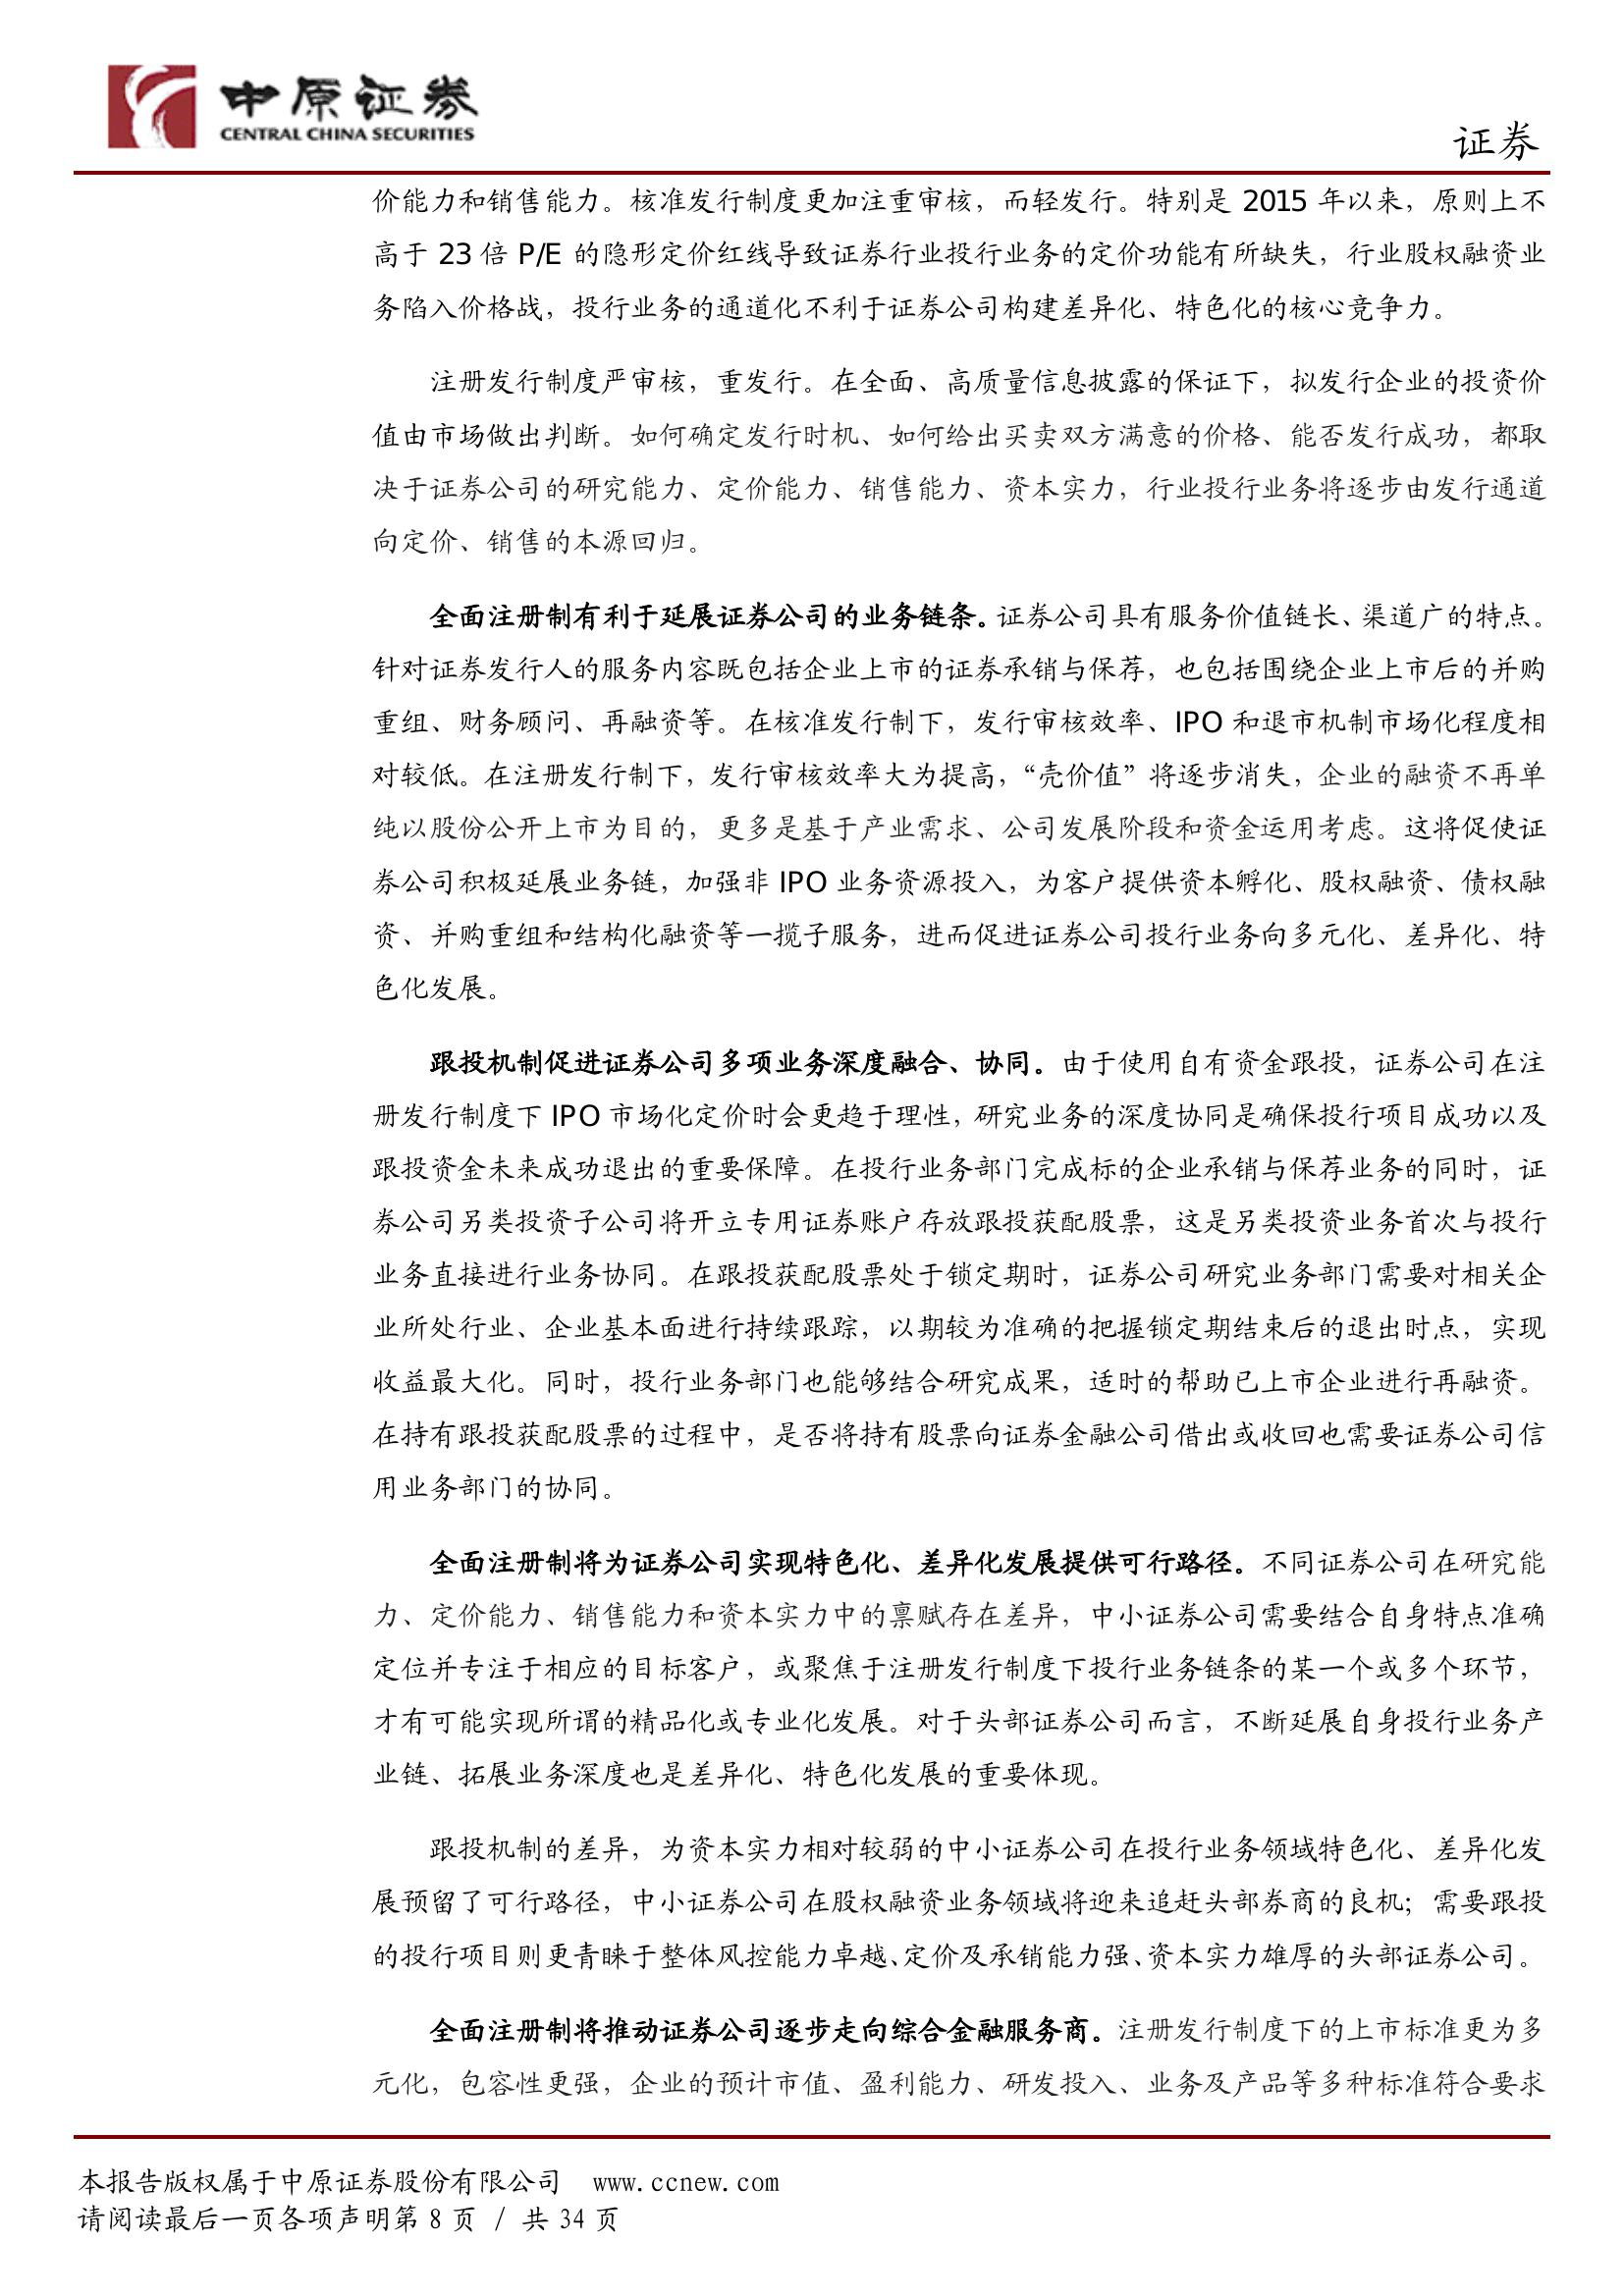 中原证券
CENTRAL CHINA SECURITIES
证券
价能力和销售能力。核准发行制度更加注重审核，而轻发行。特别是 2015 年以来，原则上不
高于 23 倍 P/E 的隐形定价红线导致证券行业投行业务的定价功能有所缺失，行业股权融资业
务陷入价格战，投行业务的通道化不利于证券公司构建差异化、特色化的核心竞争力。
注册发行制度严审核，重发行。在全面、高质量信息披露的保证下，拟发行企业的投资价
值由市场做出判断。如何确定发行时机、如何给出买卖双方满意的价格、能否发行成功，都取
决于证券公司的研究能力、定价能力、销售能力、资本实力，行业投行业务将逐步由发行通道
向定价、销售的本源回归。
全面注册制有利于延展证券公司的业务链条。证券公司具有服务价值链长、渠道广的特点。
针对证券发行人的服务内容既包括企业上市的证券承销与保荐，也包括围绕企业上市后的并购
重组、财务顾问、再融资等。在核准发行制下，发行审核效率、IPO 和退市机制市场化程度相
对较低。在注册发行制下，发行审核效率大为提高，“壳价值”将逐步消失，企业的融资不再单
纯以股份公开上市为目的，更多是基于产业需求、公司发展阶段和资金运用考虑。这将促使证
券公司积极延展业务链，加强非 IPO 业务资源投入，为客户提供资本孵化、股权融资、债权融
资、并购重组和结构化融资等一揽子服务，进而促进证券公司投行业务向多元化、差异化、特
色化发展。
跟投机制促进证券公司多项业务深度融合、协同。由于使用自有资金跟投，证券公司在注
册发行制度下 IPO 市场化定价时会更趋于理性，研究业务的深度协同是确保投行项目成功以及
跟投资金未来成功退出的重要保障。在投行业务部门完成标的企业承销与保荐业务的同时，证
券公司另类投资子公司将开立专用证券账户存放跟投获配股票，这是另类投资业务首次与投行
业务直接进行业务协同。在跟投获配股票处于锁定期时，证券公司研究业务部门需要对相关企
业所处行业、企业基本面进行持续跟踪，以期较为准确的把握锁定期结束后的退出时点，实现
收益最大化。同时，投行业务部门也能够结合研究成果，适时的帮助已上市企业进行再融资。
在持有跟投获配股票的过程中，是否将持有股票向证券金融公司借出或收回也需要证券公司信
用业务部门的协同。
全面注册制将为证券公司实现特色化、差异化发展提供可行路径。不同证券公司在研究能
力、定价能力、销售能力和资本实力中的禀赋存在差异，中小证券公司需要结合自身特点准确
定位并专注于相应的目标客户，或聚焦于注册发行制度下投行业务链条的某一个或多个环节，
才有可能实现所谓的精品化或专业化发展。对于头部证券公司而言，不断延展自身投行业务产
业链、拓展业务深度也是差异化、特色化发展的重要体现。
跟投机制的差异，为资本实力相对较弱的中小证券公司在投行业务领域特色化、差异化发
展预留了可行路径，中小证券公司在股权融资业务领域将迎来追赶头部券商的良机；需要跟投
的投行项目则更青睐于整体风控能力卓越、定价及承销能力强、资本实力雄厚的头部证券公司。
全面注册制将推动证券公司逐步走向综合金融服务商。注册发行制度下的上市标准更为多
元化，包容性更强，企业的预计市值、盈利能力、研发投入、业务及产品等多种标准符合要求
本报告版权属于中原证券股份有限公司 www.ccnew.com
请阅读最后一页各项声明第 8 页 / 共 34 页